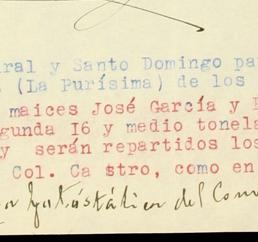 ral y Santo Domingo pa
(La Purísima) de los
maices José García y
gunda I6 y medio tonela
y serán repartidos los
Col. Ca stro, como en
del Com